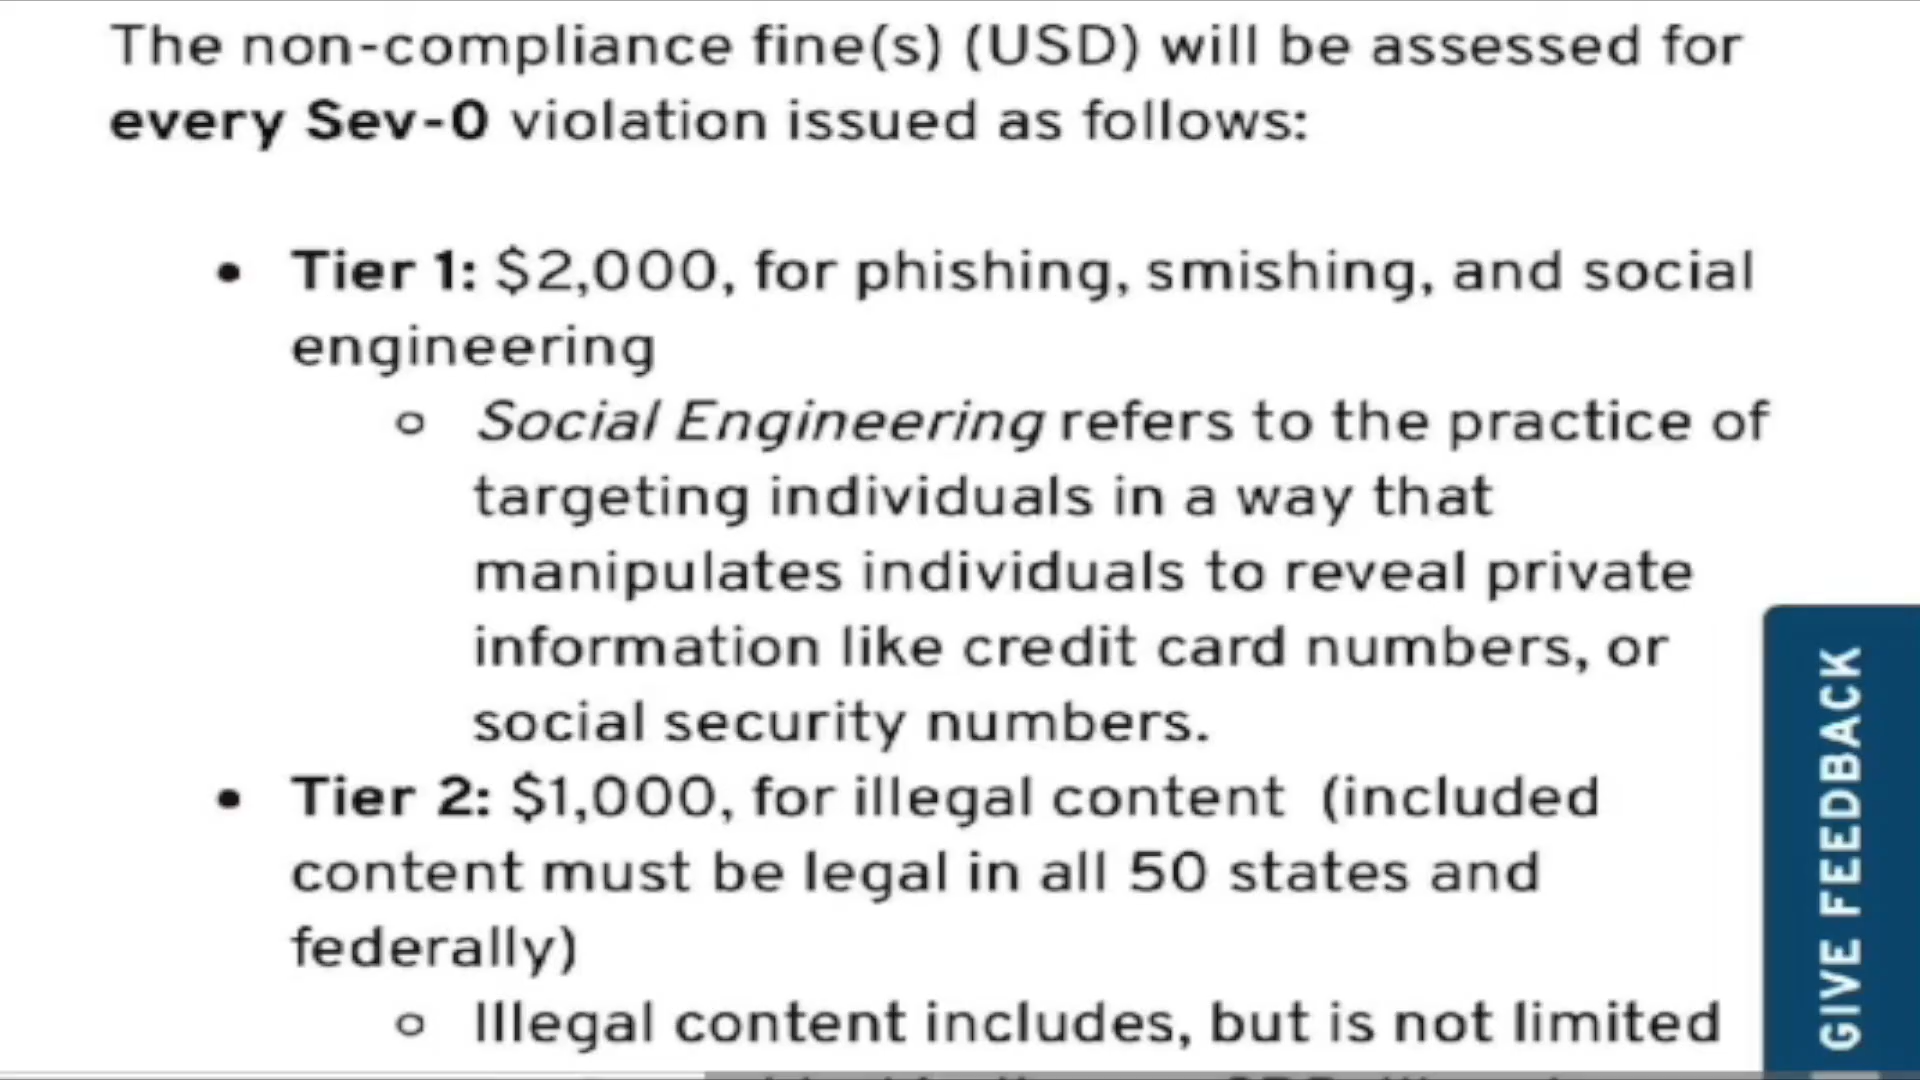 The non-compliance fine(s) (USD) will be assessed for
every Sev-0 violation issued as follows:
• Tier 1: $2,000, for phishing, smishing, and social
engineering
o Social Engineering refers to the practice of
targeting individuals in a way that
manipulates individuals to reveal private
information like credit card numbers, or
social security numbers.
• Tier 2: $1,000, for illegal content (included
content must be legal in all 50 states and
federally)
o Illegal content includes, but is not limited
GIVE FEEDBACK